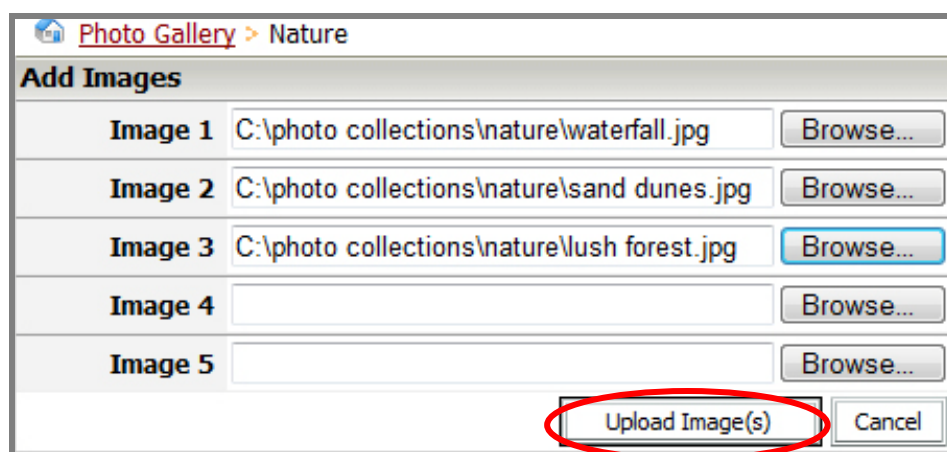 Photo Gallery > Nature
Add Images
Image 1 C:\photo collections\nature\waterfall.jpg Browse...
Image 2 C:\photo collections\nature\sand dunes.jpg Browse...
Image 3 C:\photo collections\nature\lush forest.jpg Browse...
Image 4 Browse...
Image 5 Browse...
Upload Image(s) Cancel